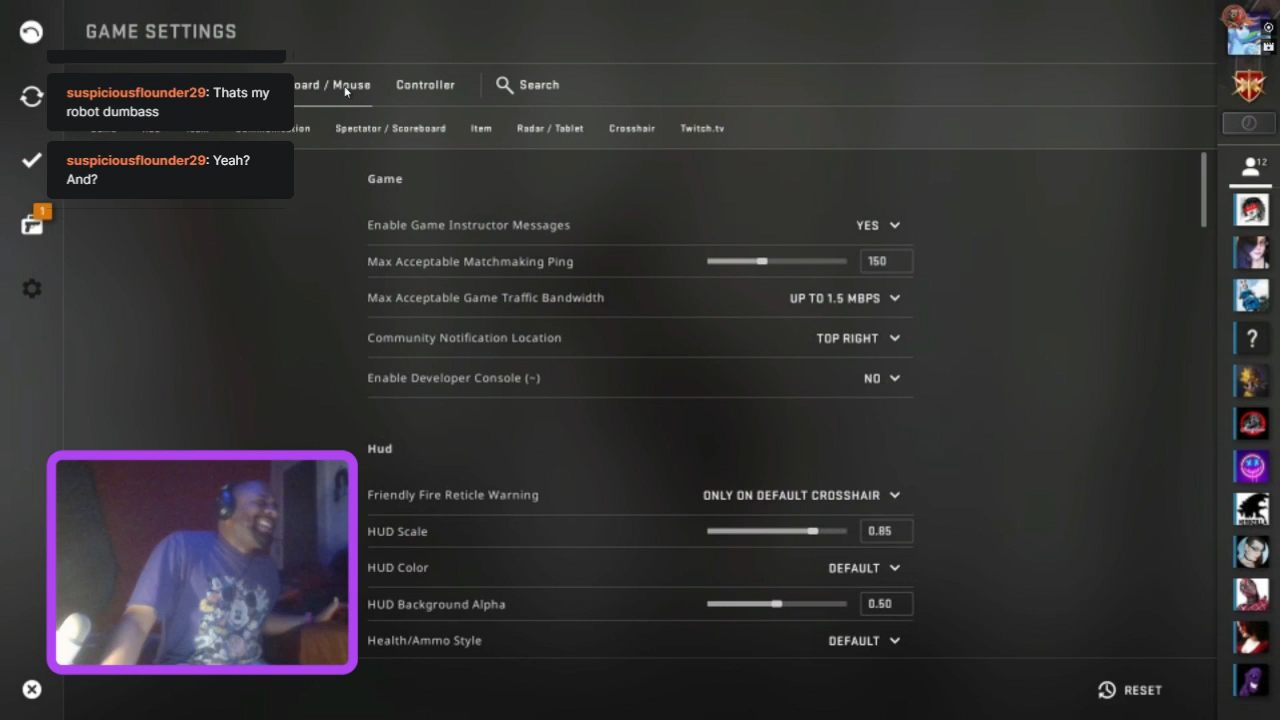 GAME SETTINGS
suspiciousflounder29: Thats my
robot dumbass
suspiciousflounder29: Yeah?
And?
/ Mouse
Controller
Search
Spectator / Scoreboard
Item
Radar / Tablet
Crosshair
Twitch.tv
Game
Enable Game Instructor Messages
YES
Max Acceptable Matchmaking Ping
150
Max Acceptable Game Traffic Bandwidth
UP TO 1.5 MBPS
Community Notification Location
TOP RIGHT
Enable Developer Console (~)
NO
Hud
Friendly Fire Reticle Warning
ONLY ON DEFAULT CROSSHAIR
HUD Scale
0.85
HUD Color
DEFAULT
HUD Background Alpha
0.50
Health/Ammo Style
DEFAULT
RESET
1
12
?